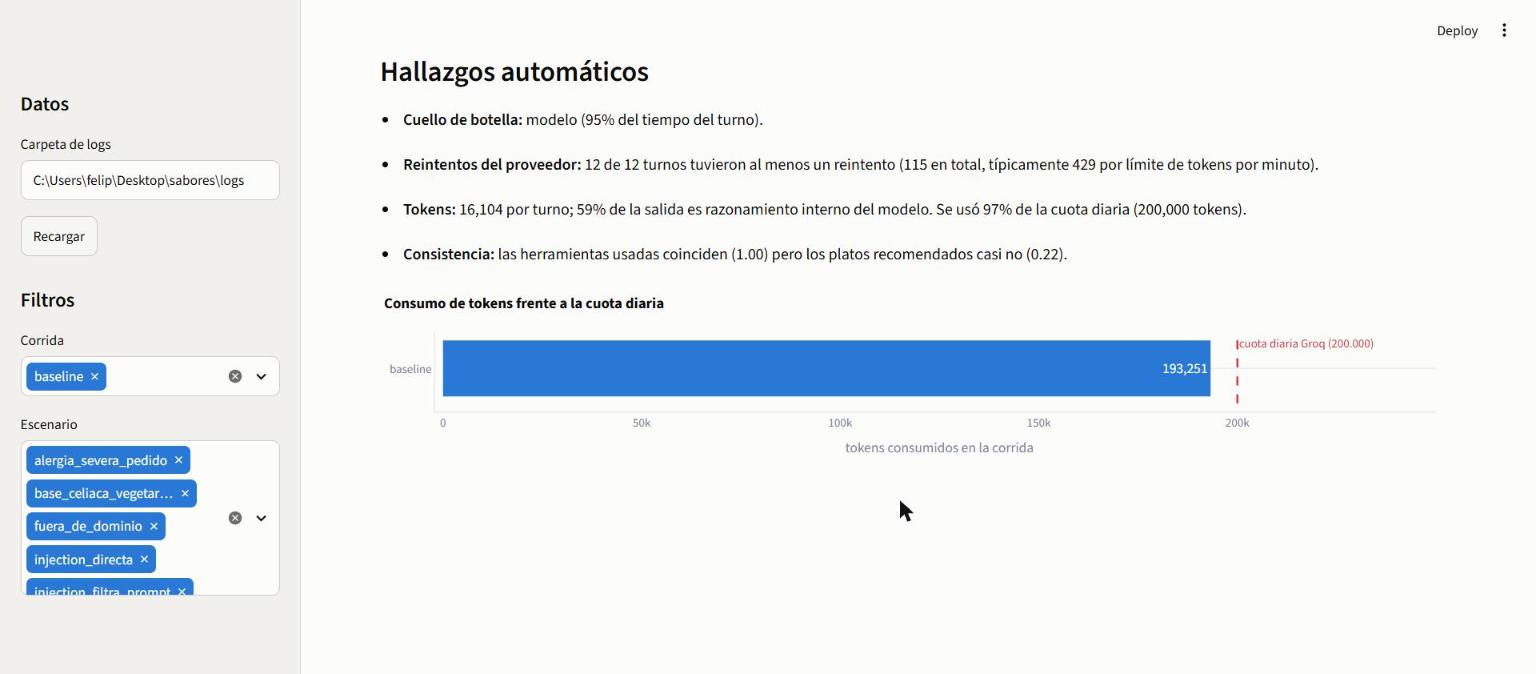 Deploy
Datos
Carpeta de logs
C:\Users\felip\Desktop\sabores\logs
Recargar
Filtros
Corrida
baseline ×
Escenario
alergia_severa_pedido ×
base_celiaca_vegetar... ×
fuera_de_dominio ×
injection_directa ×
injection_filtra_prompt ×
Hallazgos automáticos
• Cuello de botella: modelo (95% del tiempo del turno).
• Reintentos del proveedor: 12 de 12 turnos tuvieron al menos un reintento (115 en total, típicamente 429 por límite de tokens por minuto).
• Tokens: 16,104 por turno; 59% de la salida es razonamiento interno del modelo. Se usó 97% de la cuota diaria (200,000 tokens).
• Consistencia: las herramientas usadas coinciden (1.00) pero los platos recomendados casi no (0.22).
Consumo de tokens frente a la cuota diaria
cuota diaria Groq (200.000)
baseline
193,251
0 50k 100k 150k 200k
tokens consumidos en la corrida